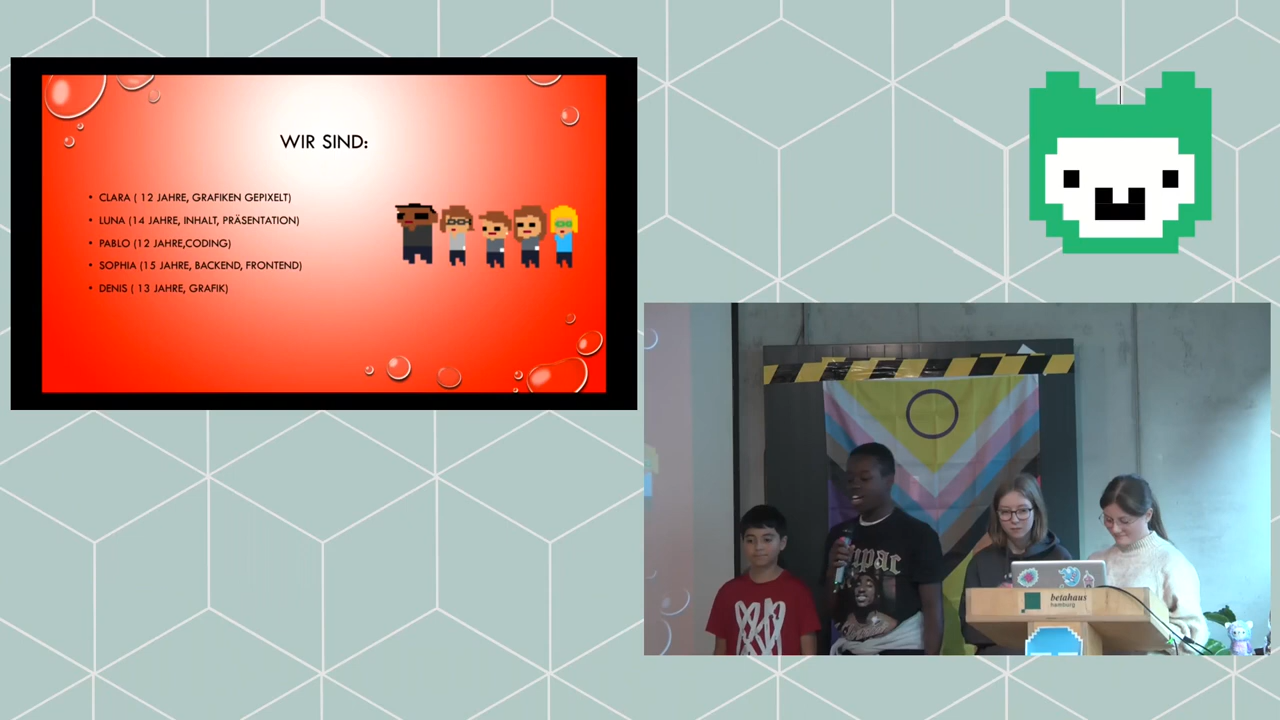 WIR SIND:
• CLARA ( 12 JAHRE, GRAFIKEN GEPIXELT)
• LUNA (14 JAHRE, INHALT, PRÄSENTATION)
• PABLO (12 JAHRE,CODING)
• SOPHIA (15 JAHRE, BACKEND, FRONTEND)
• DENIS ( 13 JAHRE, GRAFIK)
betahaus
hamburg